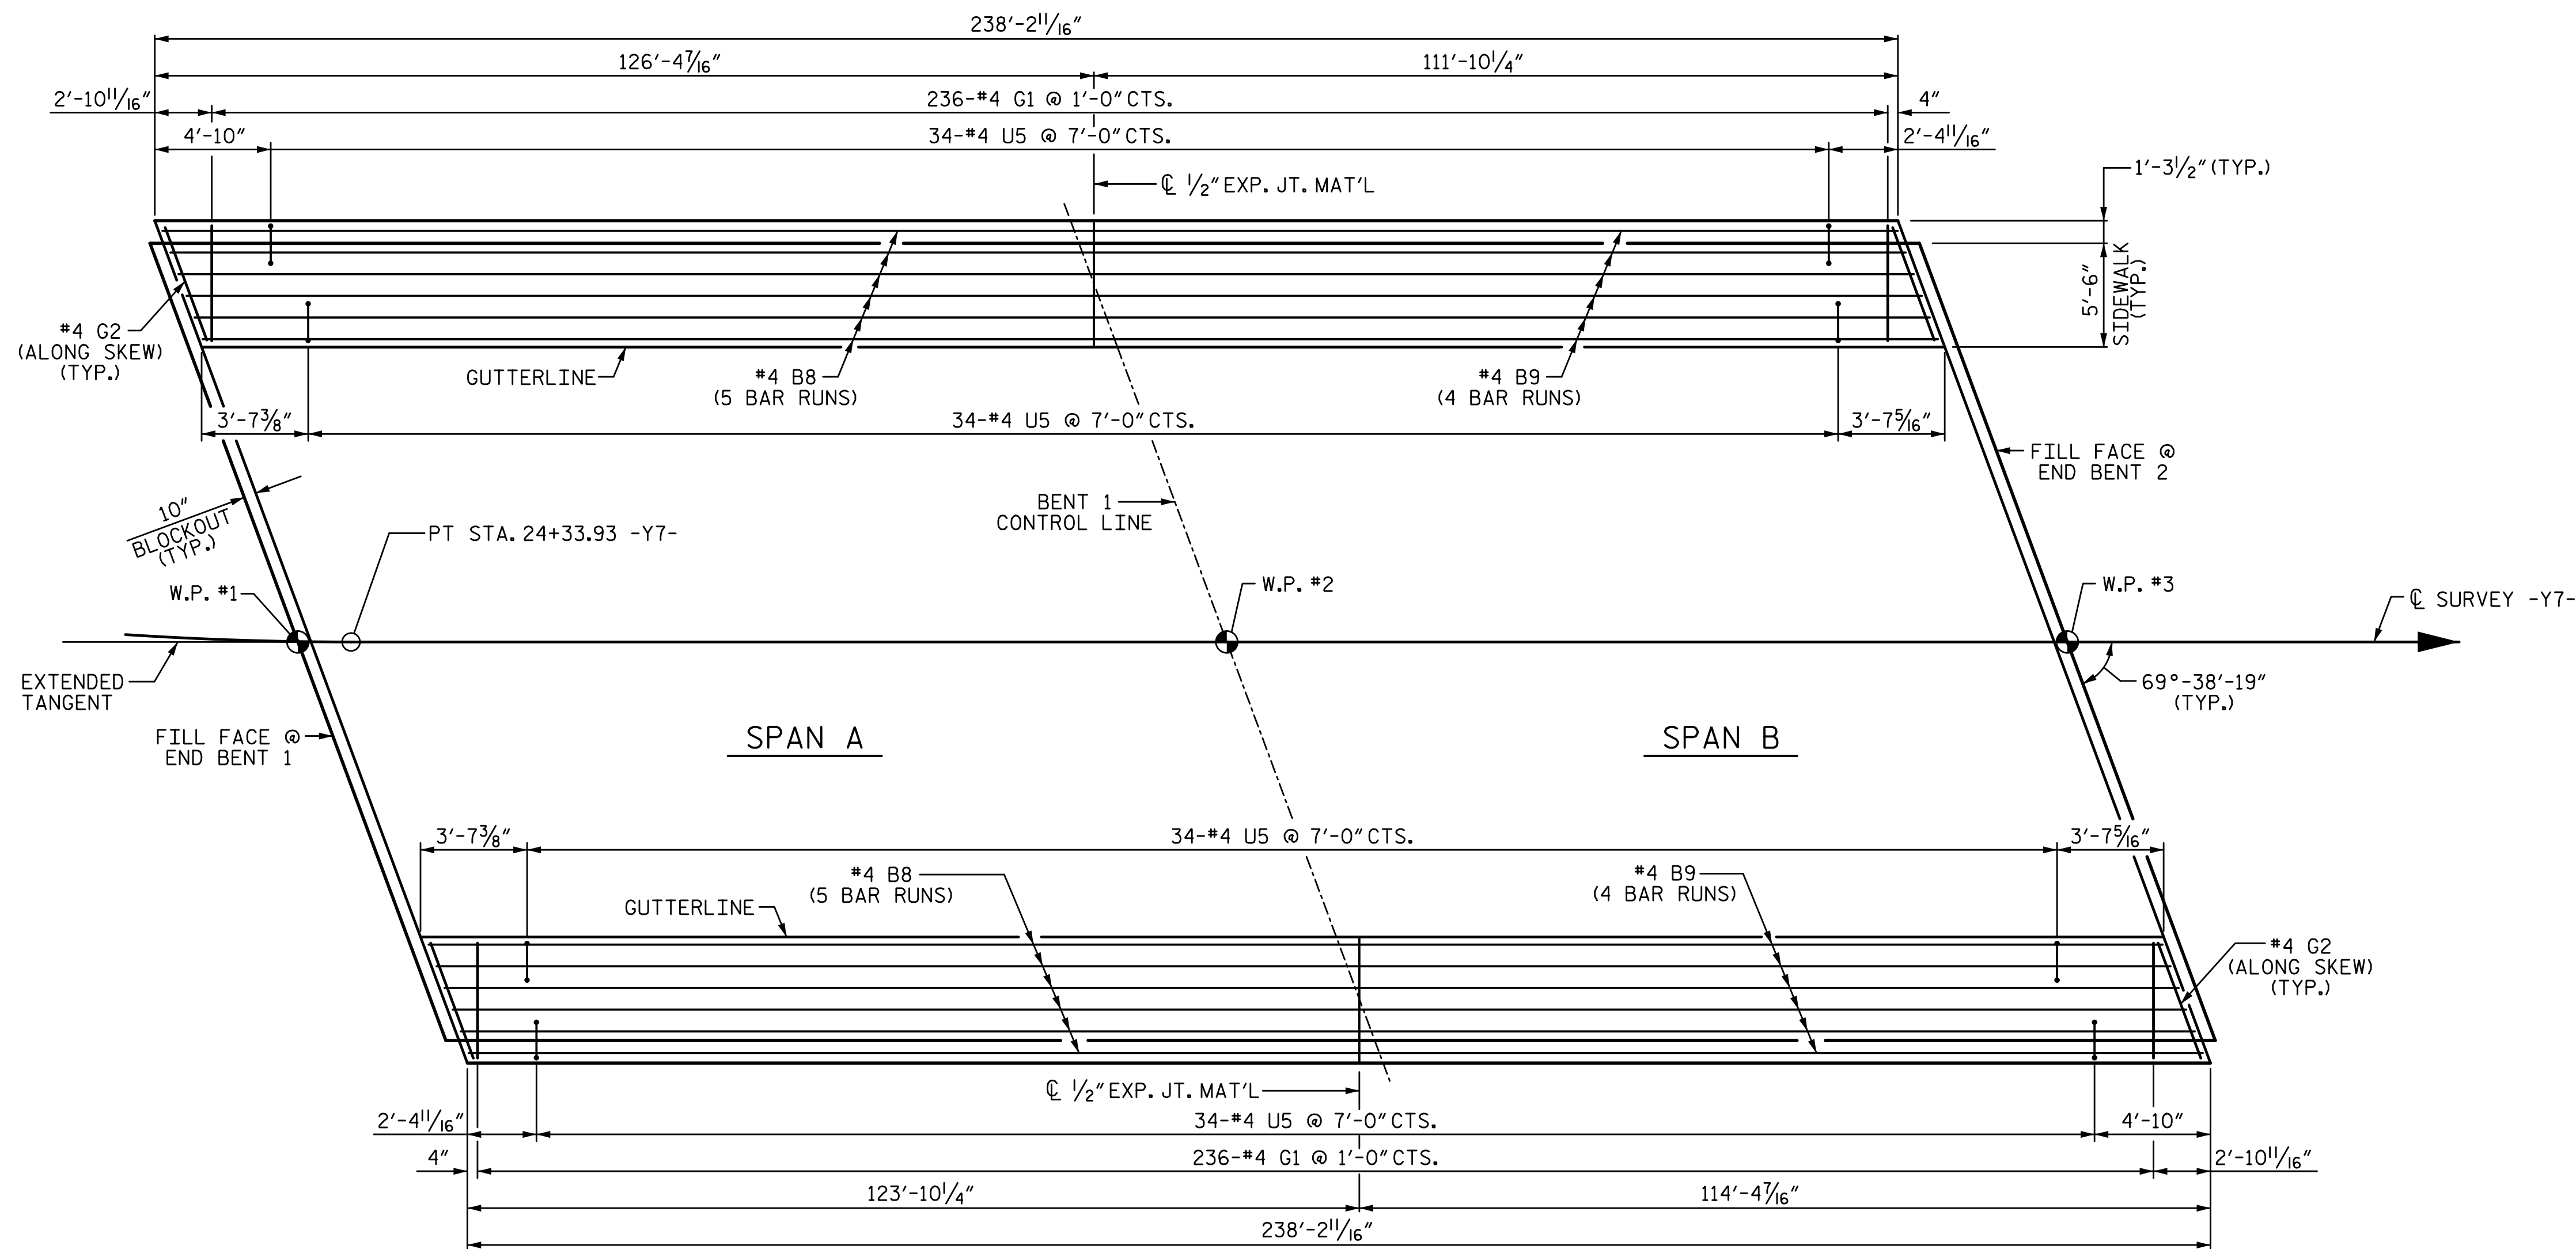 238′-2 11/16″
126′-4 7/16″
111′-10 1/4″
2′-10 11/16″
236-#4 G1 @ 1′-0″ CTS.
4″
4′-10″
34-#4 U5 @ 7′-0″ CTS.
2′-4 11/16″
℄ 1/2″ EXP. JT. MAT'L
1′-3 1/2″ (TYP.)
5′-6″
SIDEWALK
(TYP.)
#4 G2
(ALONG SKEW)
(TYP.)
GUTTERLINE
#4 B8
(5 BAR RUNS)
#4 B9
(4 BAR RUNS)
3′-7 3/8″
34-#4 U5 @ 7′-0″ CTS.
3′-7 5/16″
FILL FACE @
END BENT 2
10″
BLOCKOUT
(TYP.)
BENT 1
CONTROL LINE
PT STA. 24+33.93 -Y7-
W.P. #1
W.P. #2
W.P. #3
℄ SURVEY -Y7-
EXTENDED
TANGENT
69°-38′-19″
(TYP.)
FILL FACE @
END BENT 1
SPAN A
SPAN B
3′-7 3/8″
34-#4 U5 @ 7′-0″ CTS.
3′-7 5/16″
#4 B8
(5 BAR RUNS)
#4 B9
(4 BAR RUNS)
GUTTERLINE
#4 G2
(ALONG SKEW)
(TYP.)
℄ 1/2″ EXP. JT. MAT'L
2′-4 11/16″
34-#4 U5 @ 7′-0″ CTS.
4′-10″
4″
236-#4 G1 @ 1′-0″ CTS.
2′-10 11/16″
123′-10 1/4″
114′-4 7/16″
238′-2 11/16″